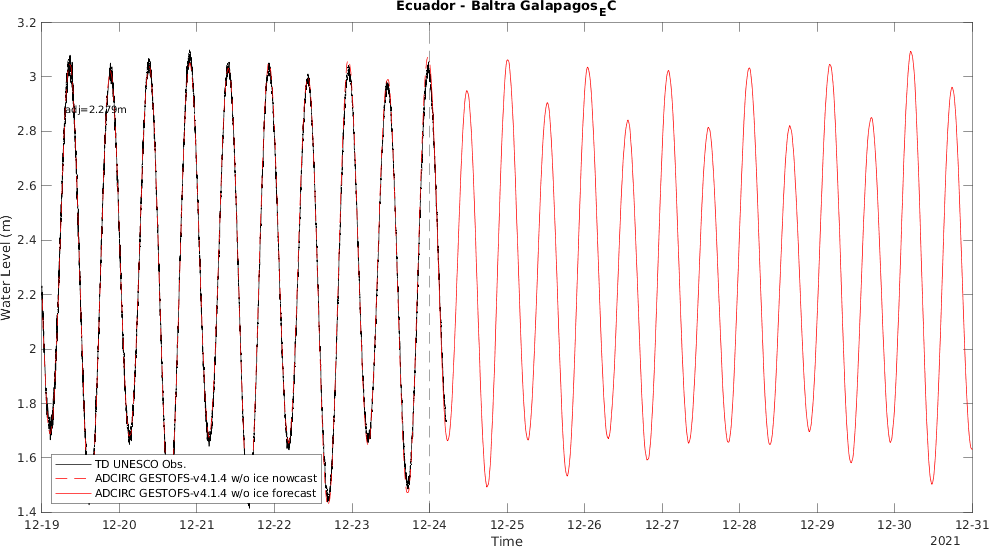 Ecuador - Baltra Galapagos_EC
3.2
3
2.8
2.6
2.4
2.2
2
1.8
1.6
1.4
Water Level (m)
adj=2.279m
TD UNESCO Obs.
ADCIRC GESTOFS-v4.1.4 w/o ice nowcast
ADCIRC GESTOFS-v4.1.4 w/o ice forecast
12-19 12-20 12-21 12-22 12-23 12-24 12-25 12-26 12-27 12-28 12-29 12-30 12-31
Time
2021